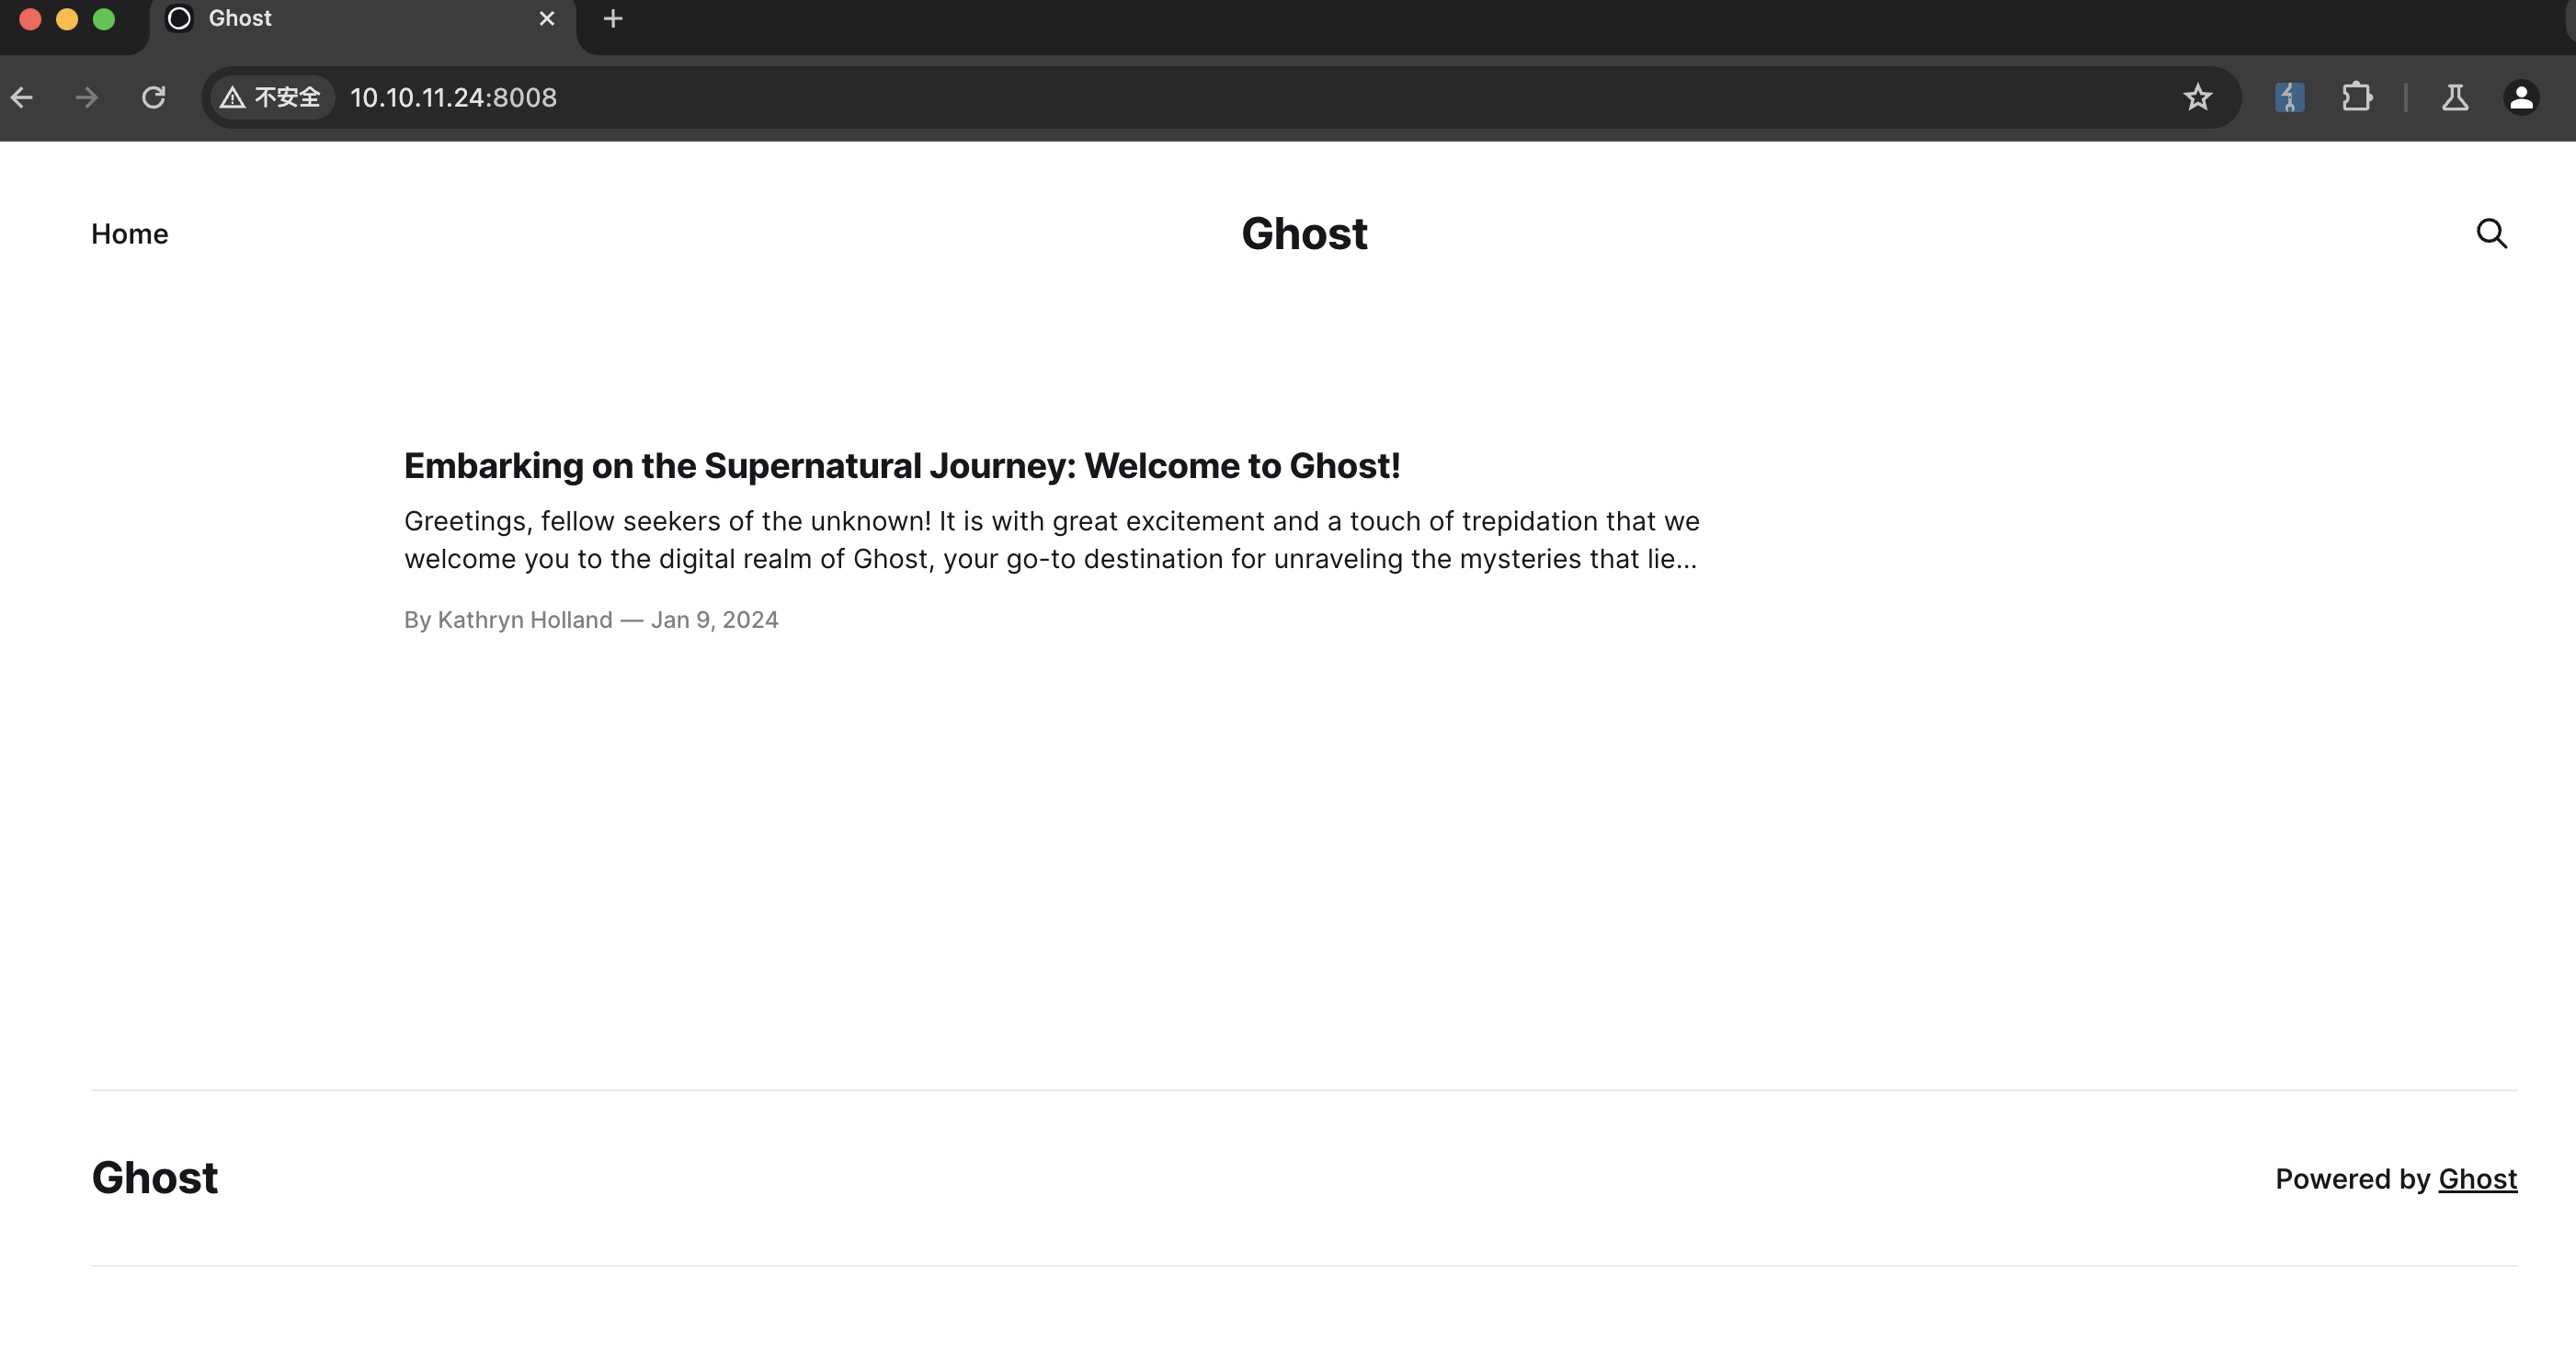 Ghost
不安全 10.10.11.24:8008
Home
Ghost
Embarking on the Supernatural Journey: Welcome to Ghost!
Greetings, fellow seekers of the unknown! It is with great excitement and a touch of trepidation that we
welcome you to the digital realm of Ghost, your go-to destination for unraveling the mysteries that lie...
By Kathryn Holland — Jan 9, 2024
Ghost
Powered by Ghost